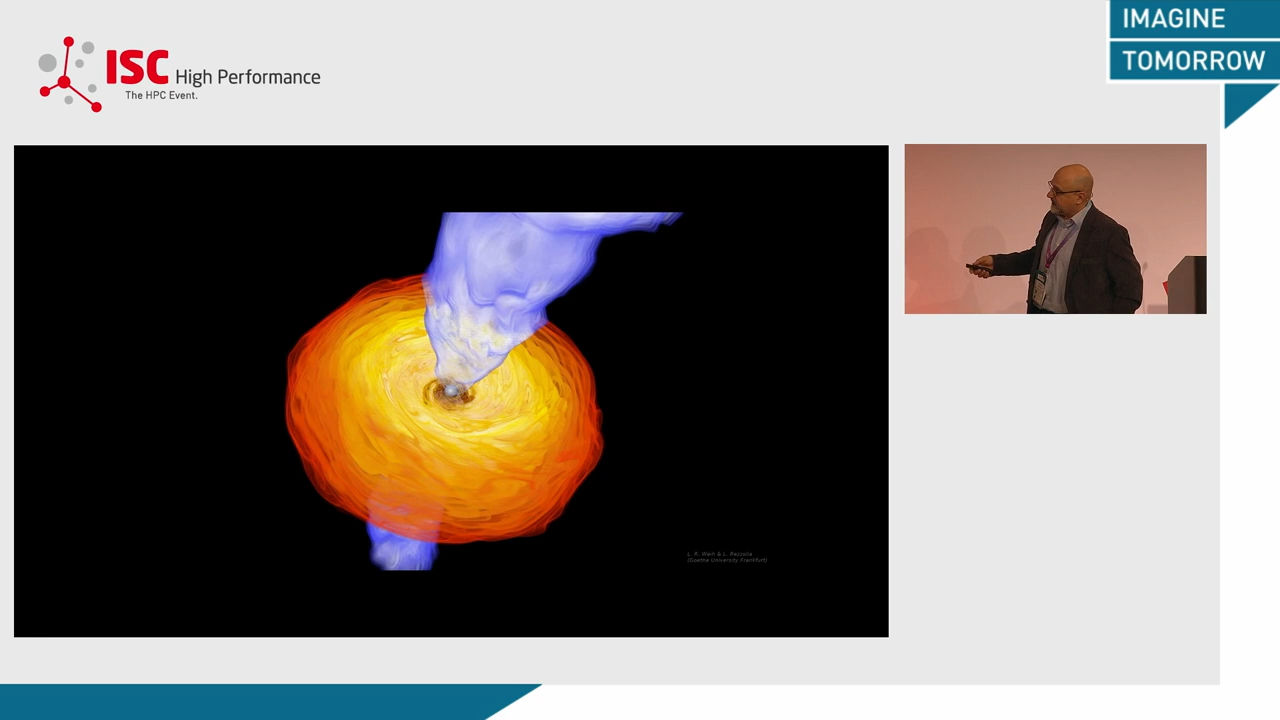 IMAGINE
TOMORROW
ISC High Performance
The HPC Event.
L. R. Weih & L. Rezzolla
(Goethe University Frankfurt)